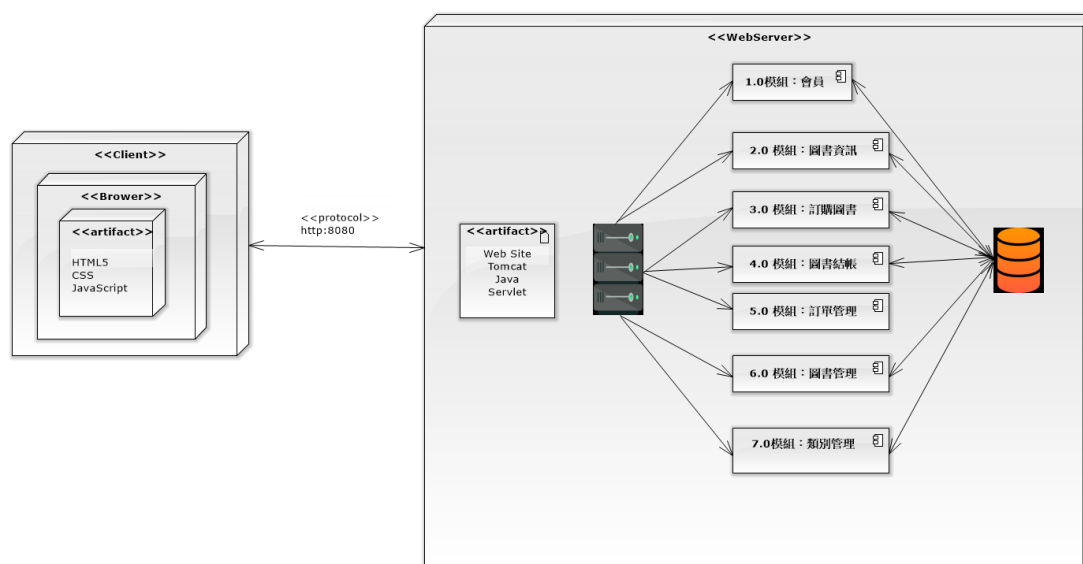 <<WebServer>>
<<Client>>
<<Brower>>
<<artifact>>
HTML5
CSS
JavaScript
<<protocol>>
http:8080
<<artifact>>
Web Site
Tomcat
Java
Servlet
1.0模組：會員
2.0 模組：圖書資訊
3.0 模組：訂購圖書
4.0 模組：圖書結帳
5.0 模組：訂單管理
6.0 模組：圖書管理
7.0模組：類別管理